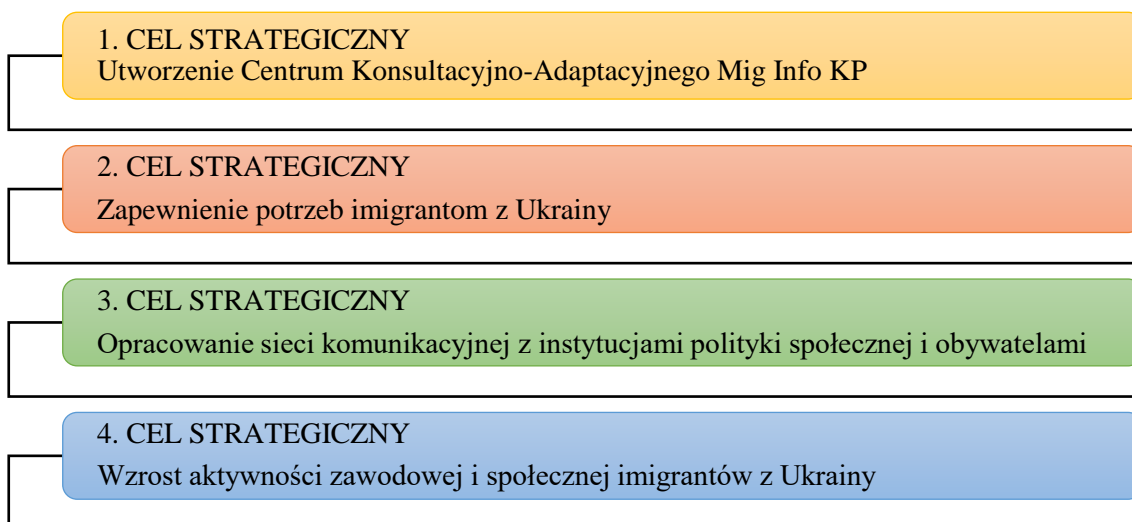 1. CEL STRATEGICZNY
Utworzenie Centrum Konsultacyjno-Adaptacyjnego Mig Info KP
2. CEL STRATEGICZNY
Zapewnienie potrzeb imigrantom z Ukrainy
3. CEL STRATEGICZNY
Opracowanie sieci komunikacyjnej z instytucjami polityki społecznej i obywatelami
4. CEL STRATEGICZNY
Wzrost aktywności zawodowej i społecznej imigrantów z Ukrainy